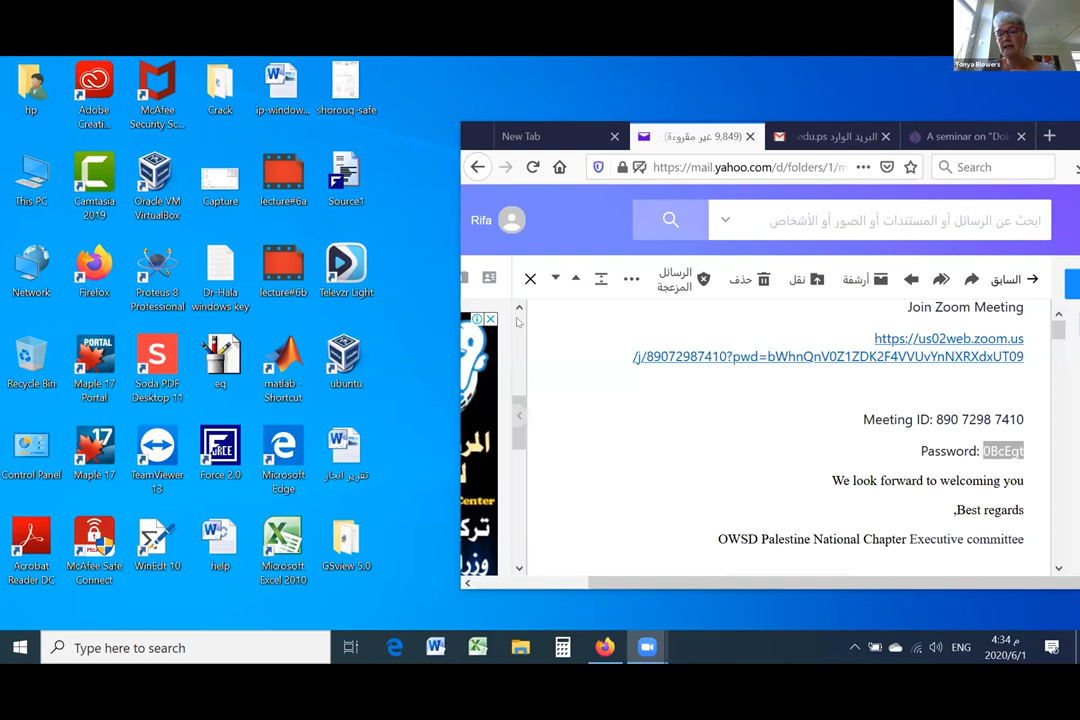 Tonya Blowers
hp
Adobe
Creati...
McAfee
Security Sc...
Crack
ip-window...
shorouq-safe
This PC
Camtasia
2019
Oracle VM
VirtualBox
Capture
lecture#6a
Source1
Network
Firefox
Proteus 8
Professional
Dr-Hala
windows key
lecture#6b
Televzr Light
Recycle Bin
PORTAL
Maple 17
Portal
Soda PDF
Desktop 11
eq
matlab -
Shortcut
ubuntu
Control Panel
17
Maple 17
TeamViewer
13
FORCE
Force 2.0
Microsoft
Edge
Acrobat
Reader DC
McAfee Safe
Connect
WinEdt 10
help
Microsoft
Excel 2010
GSview 5.0
New Tab
(9,849 غير مقروءة)
البريد الوارد edu.ps.
A seminar on "Do
https://mail.yahoo.com/d/folders/1/m
Search
Rifa
ابحث عن الرسائل أو المستندات أو الصور أو الأشخاص
السابق
أرشفة
نقل
حذف
الرسائل
المزعجة
Join Zoom Meeting
https://us02web.zoom.us
/j/89072987410?pwd=bWhnQnV0Z1ZDK2F4VVUvYnNXRXdxUT09
Meeting ID: 890 7298 7410
Password: 0BcEgt
We look forward to welcoming you
,Best regards
OWSD Palestine National Chapter Executive committee
Center
Type here to search
ENG
4:34 م
2020/6/1